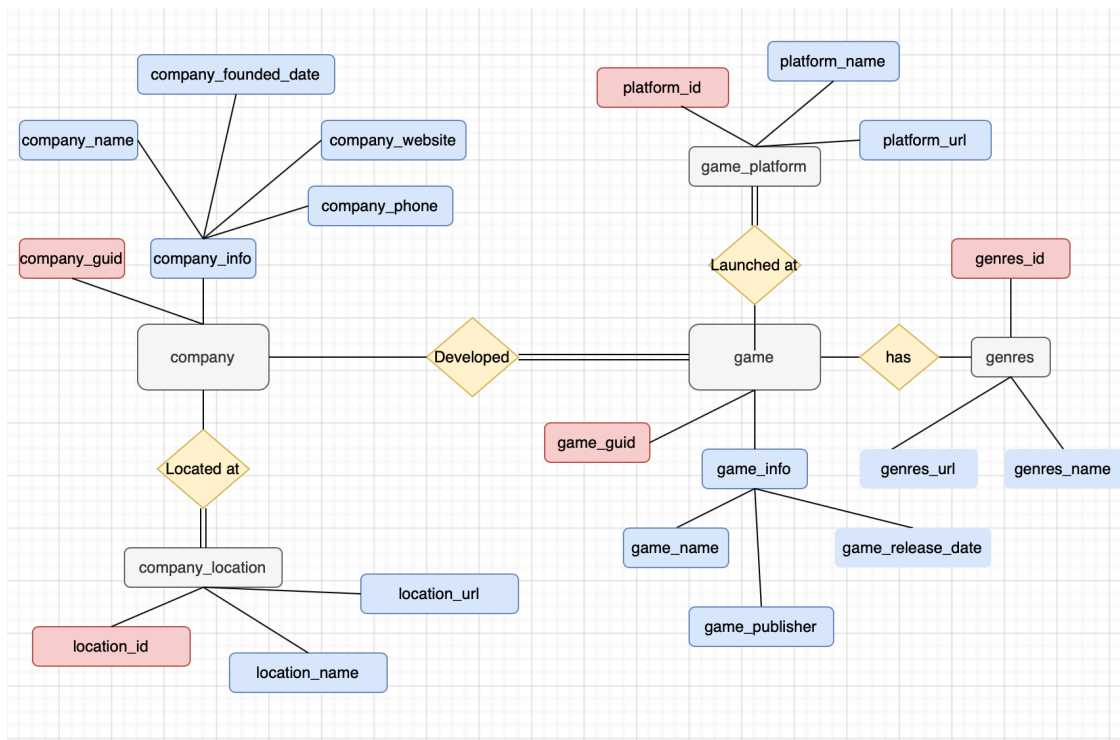 company_founded_date
platform_name
platform_id
company_name
company_website
platform_url
game_platform
company_phone
company_guid
company_info
Launched at
genres_id
company
Developed
game
has
genres
game_guid
Located at
game_info
genres_url
genres_name
game_name
game_release_date
company_location
location_url
game_publisher
location_id
location_name